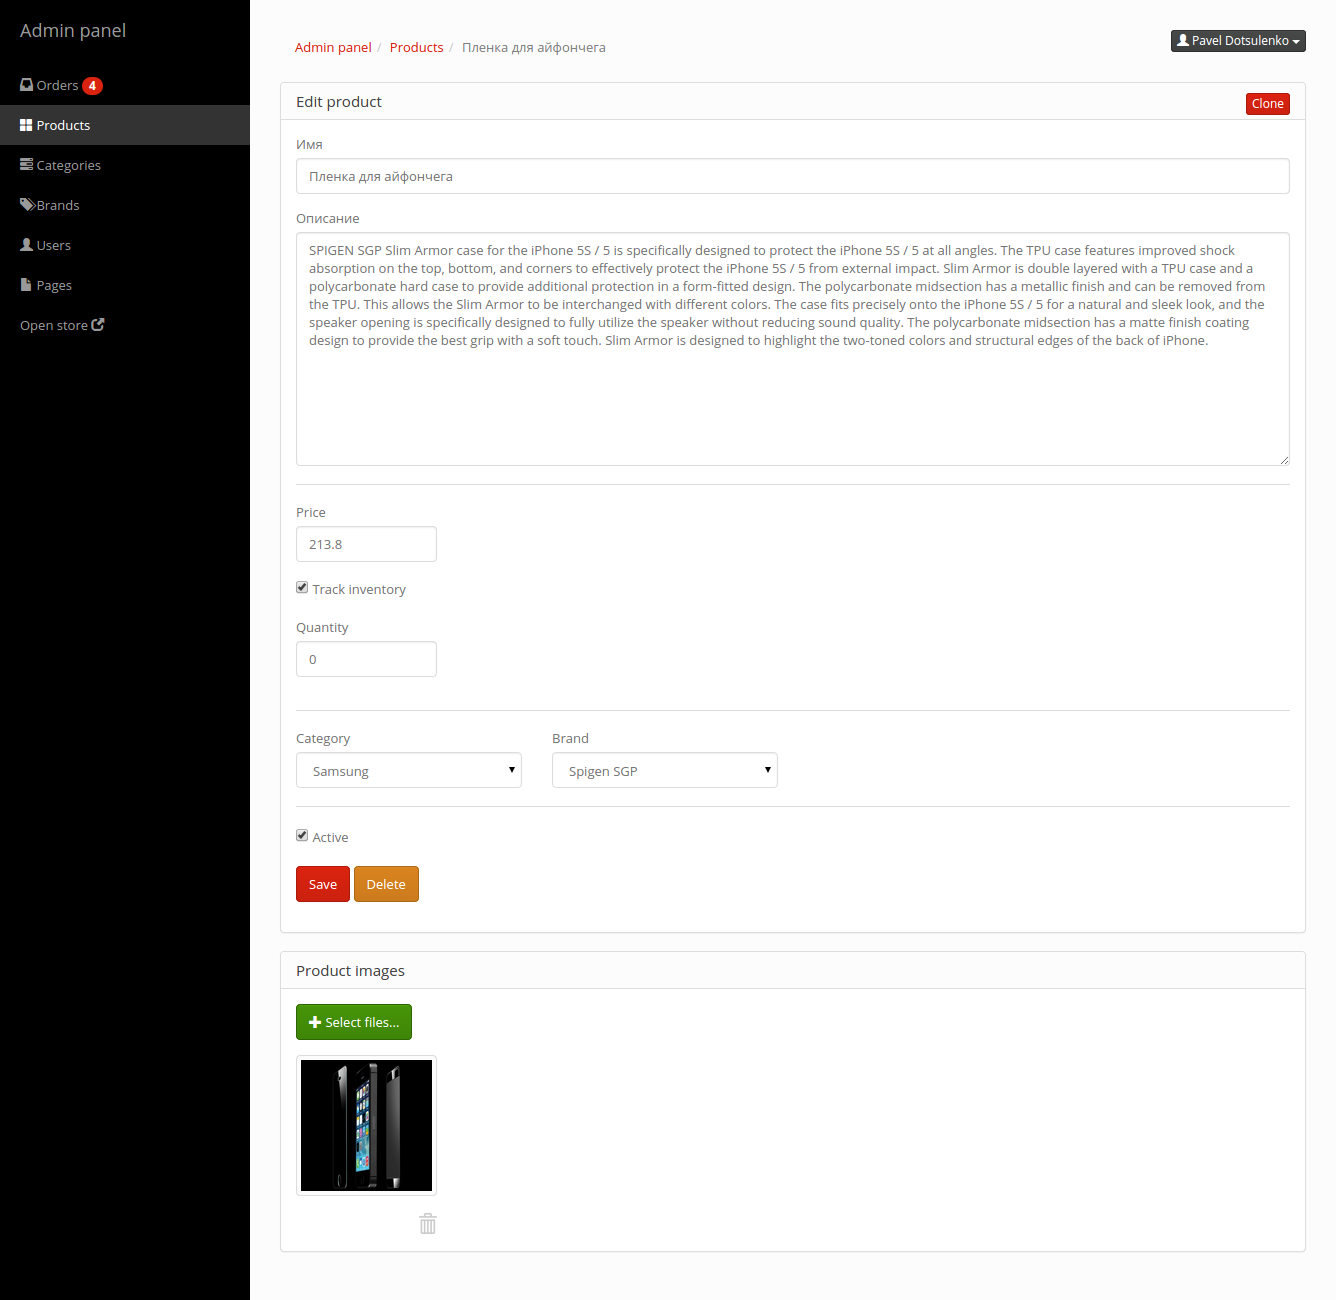 Admin panel
Orders 4
Products
Categories
Brands
Users
Pages
Open store
Admin panel / Products / Пленка для айфончега
Pavel Dotsulenko
Edit product
Clone
Имя
Пленка для айфончега
Описание
SPIGEN SGP Slim Armor case for the iPhone 5S / 5 is specifically designed to protect the iPhone 5S / 5 at all angles. The TPU case features improved shock
absorption on the top, bottom, and corners to effectively protect the iPhone 5S / 5 from external impact. Slim Armor is double layered with a TPU case and a
polycarbonate hard case to provide additional protection in a form-fitted design. The polycarbonate midsection has a metallic finish and can be removed from
the TPU. This allows the Slim Armor to be interchanged with different colors. The case fits precisely onto the iPhone 5S / 5 for a natural and sleek look, and the
speaker opening is specifically designed to fully utilize the speaker without reducing sound quality. The polycarbonate midsection has a matte finish coating
design to provide the best grip with a soft touch. Slim Armor is designed to highlight the two-toned colors and structural edges of the back of iPhone.
Price
213.8
Track inventory
Quantity
0
Category Brand
Samsung Spigen SGP
Active
Save Delete
Product images
Select files...